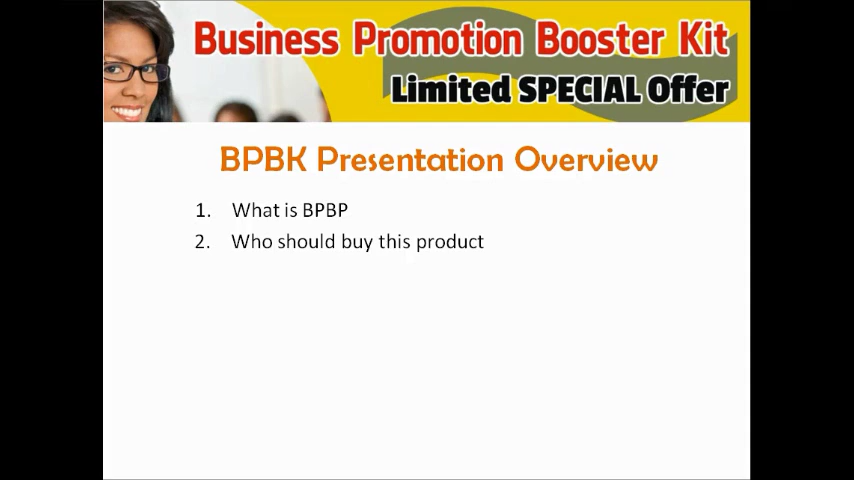 Business Promotion Booster Kit
Limited SPECIAL Offer
BPBK Presentation Overview
1. What is BPBP
2. Who should buy this product